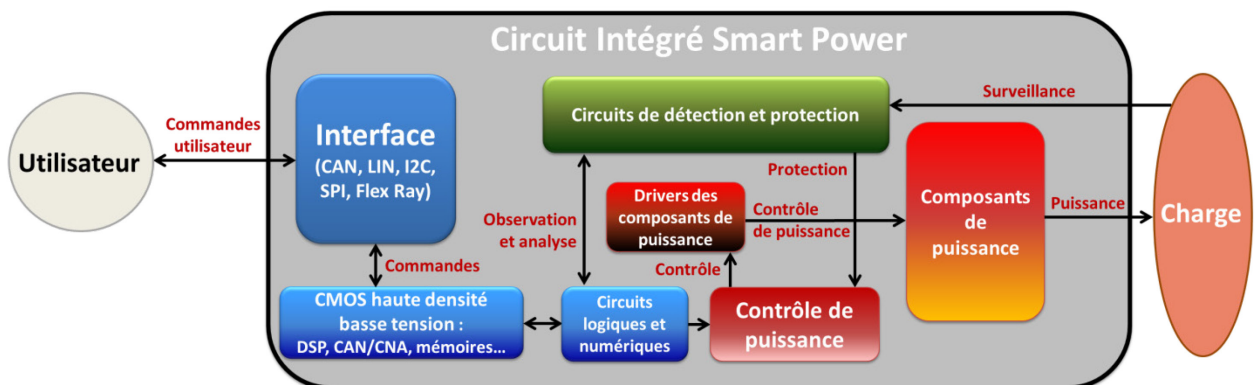 Circuit Intégré Smart Power
Utilisateur
Commandes
utilisateur
Interface
(CAN, LIN, I2C,
SPI, Flex Ray)
Commandes
CMOS haute densité
basse tension :
DSP, CAN/CNA, mémoires...
Circuits de détection et protection
Observation
et analyse
Circuits
logiques et
numériques
Protection
Drivers des
composants de
puissance
Contrôle
de puissance
Contrôle
Contrôle de
puissance
Surveillance
Composants
de
puissance
Puissance
Charge